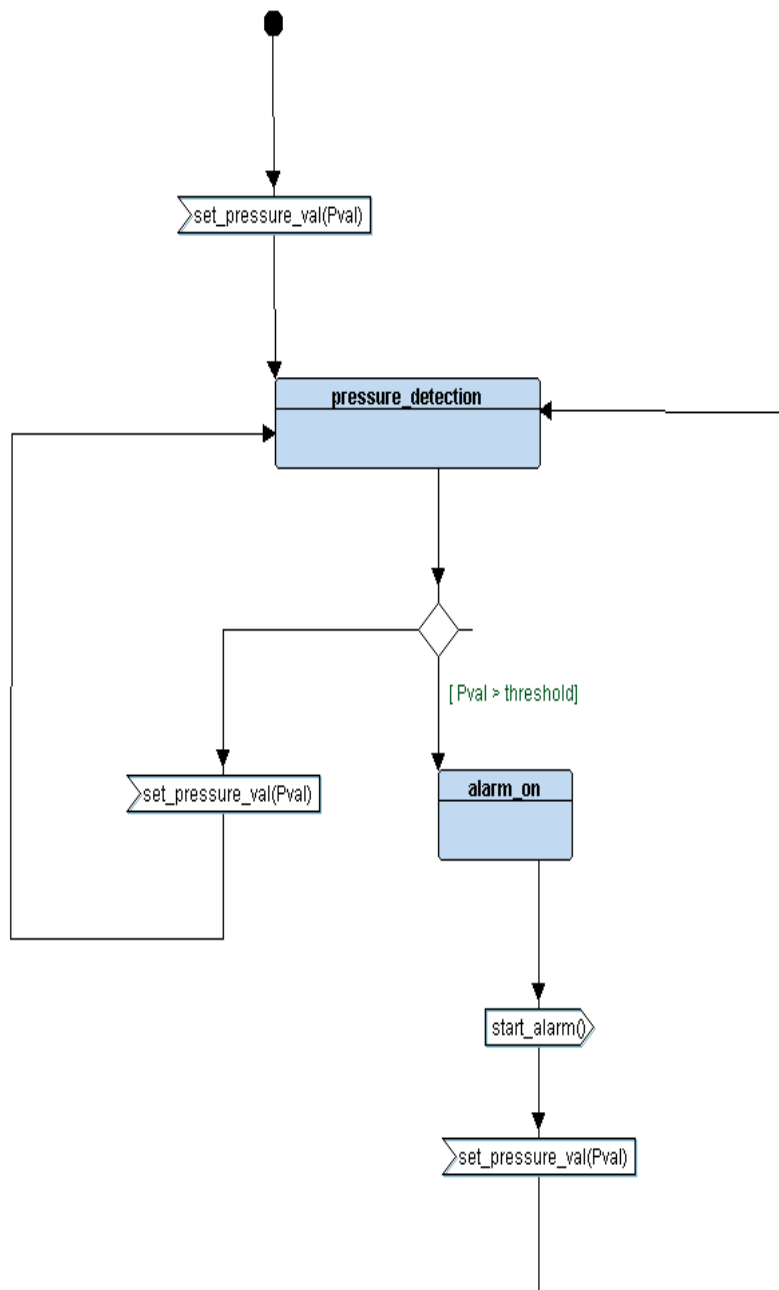 set_pressure_val(Pval)
pressure_detection
[ Pval > threshold]
set_pressure_val(Pval)
alarm_on
start_alarm()
set_pressure_val(Pval)